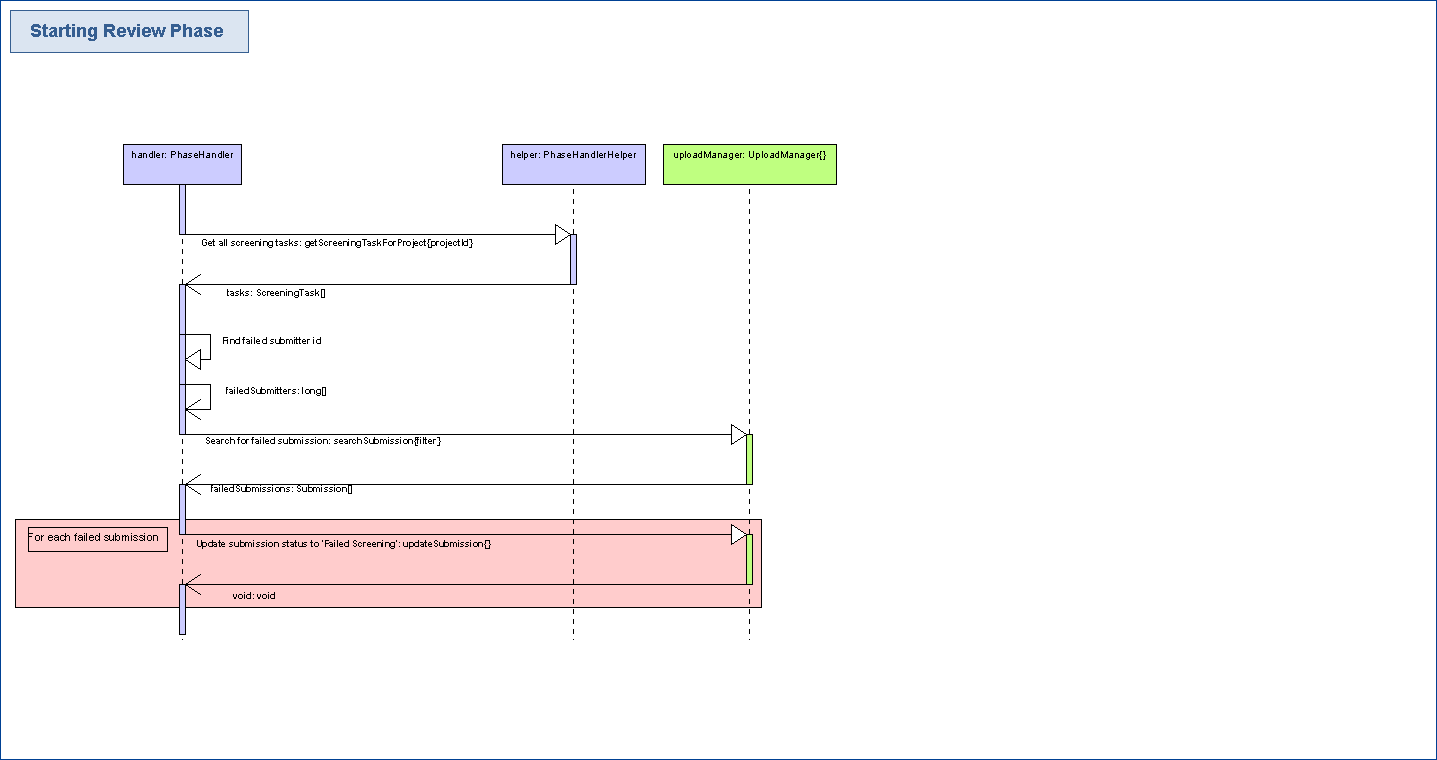 Starting Review Phase
handler: PhaseHandler
helper: PhaseHandlerHelper
uploadManager: UploadManager{}
Get all screening tasks: getScreeningTaskForProject{projectId}
tasks: ScreeningTask[]
Find failed submitter id
failedSubmitters: long[]
Search for failed submission: searchSubmission{filter}
failedSubmissions: Submission[]
For each failed submission
Update submission status to 'Failed Screening': updateSubmission{}
void: void